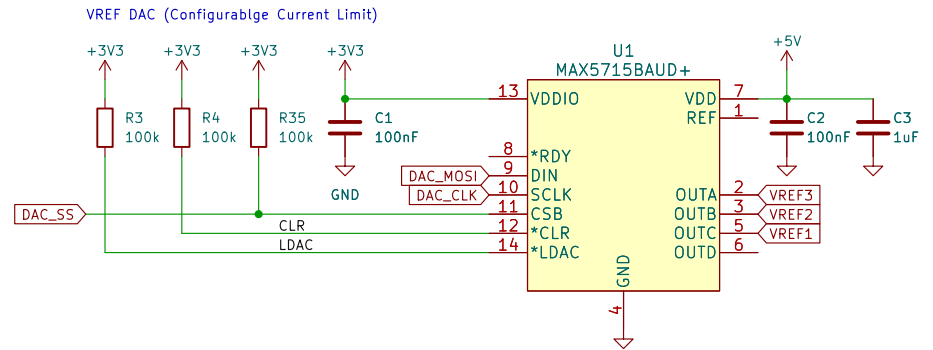 VREF DAC (Configurablge Current Limit)
+3V3 +3V3 +3V3 +3V3 +5V
U1
MAX5715BAUD+
13 VDDIO VDD 7
REF 1
R3 R4 R35 C1 C2 C3
100k 100k 100k 100nF 100nF 1uF
8 *RDY
DAC_MOSI 9 DIN
GND DAC_CLK 10 SCLK OUTA 2 VREF3
DAC_SS 11 CSB OUTB 3 VREF2
CLR 12 *CLR OUTC 5 VREF1
LDAC 14 *LDAC OUTD 6
GND
4